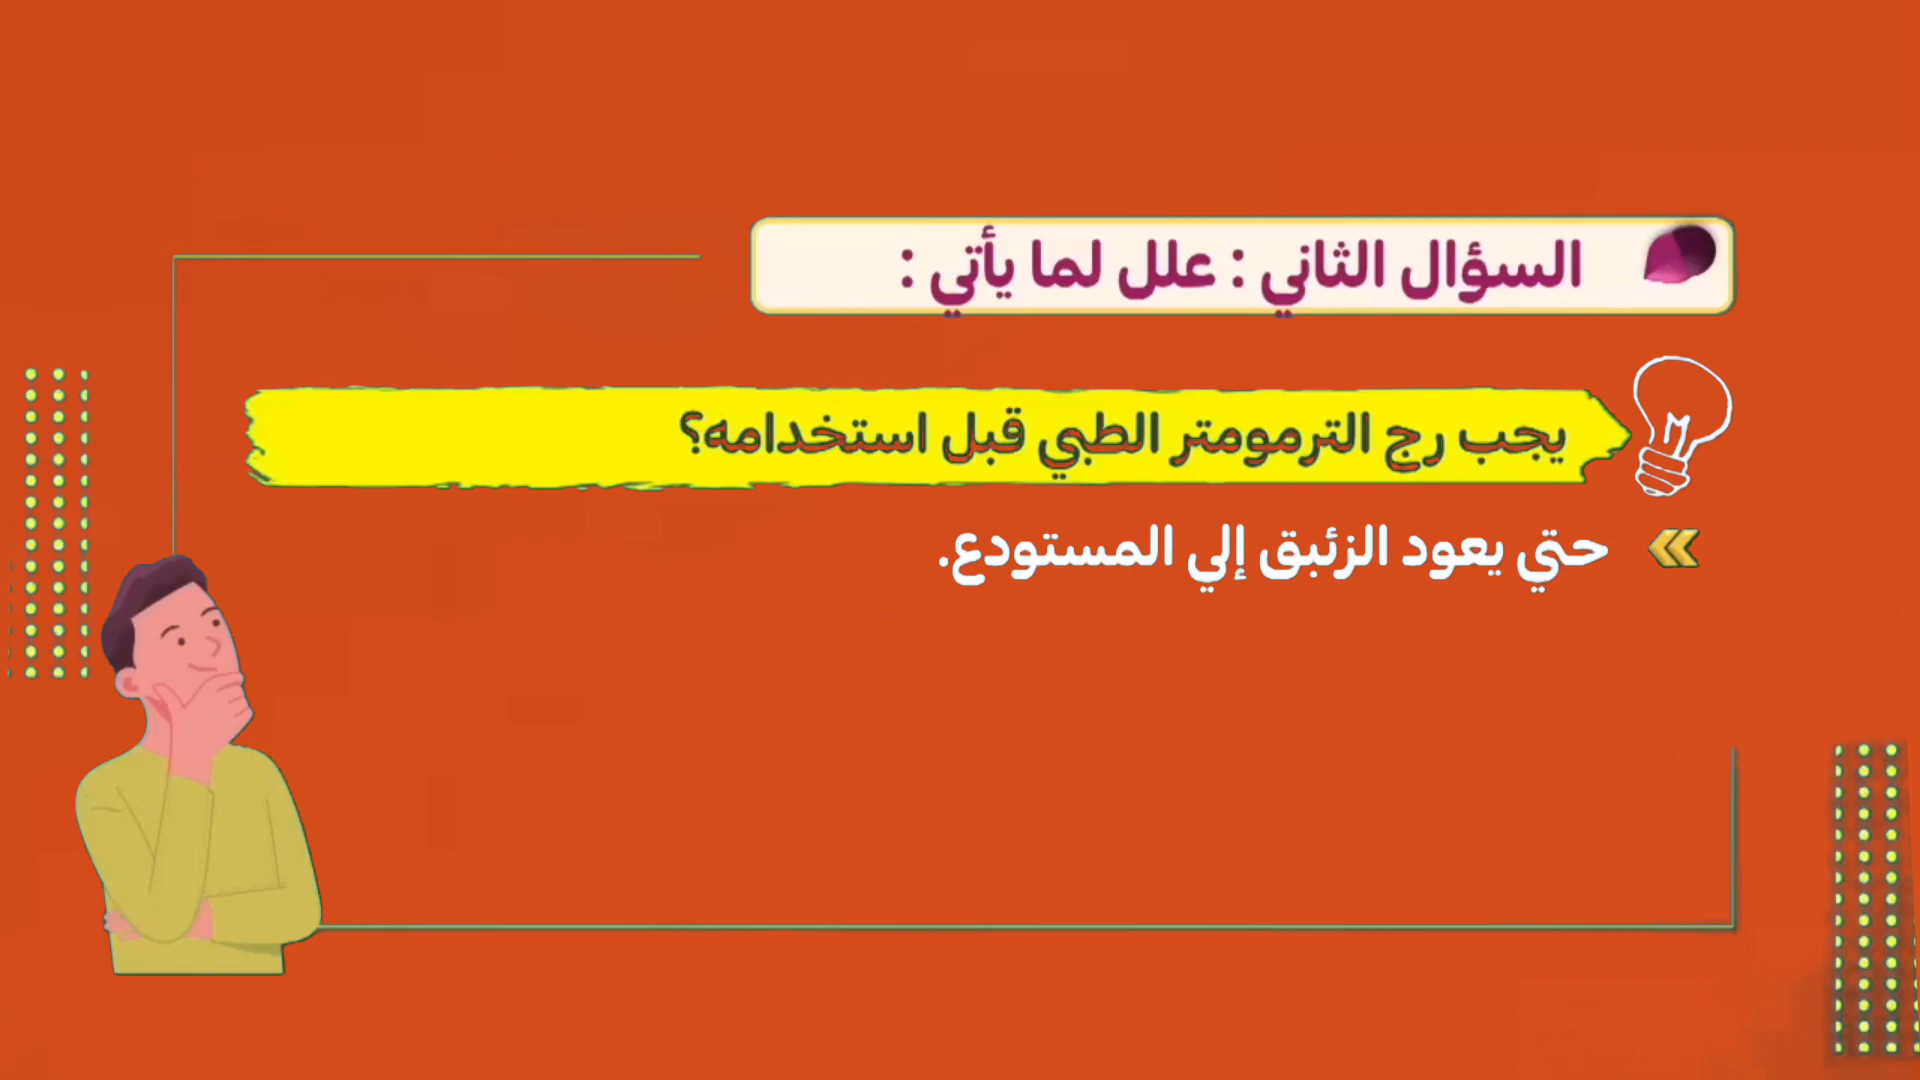 السؤال الثاني : علل لما يأتي :
يجب رج الترمومتر الطبي قبل استخدامه؟
حتي يعود الزئبق إلي المستودع.